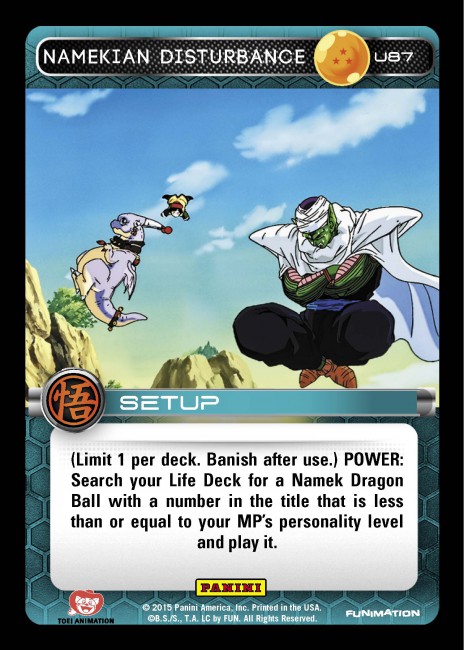 NAMEKIAN DISTURBANCE U87
悟 SETUP
(Limit 1 per deck. Banish after use.) POWER:
Search your Life Deck for a Namek Dragon
Ball with a number in the title that is less
than or equal to your MP's personality level
and play it.
PANINI
© 2015 Panini America, Inc. Printed in the USA.
©B.S./S., T.A. LC by FUN. All Rights Reserved.
TOEI ANIMATION
FUNIMATION